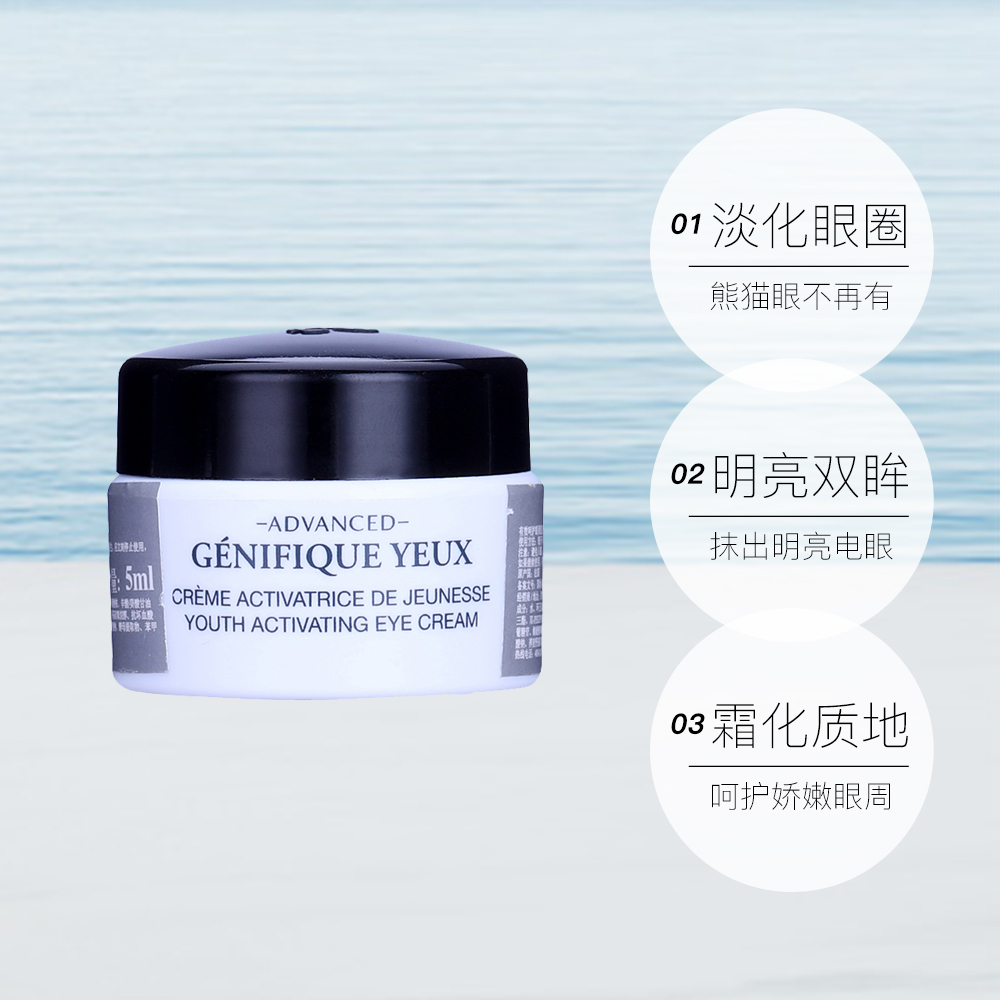 01 淡化眼圈
熊猫眼不再有
02 明亮双眸
抹出明亮电眼
03 霜化质地
呵护娇嫩眼周
-ADVANCED-
GÉNIFIQUE YEUX
CRÈME ACTIVATRICE DE JEUNESSE
YOUTH ACTIVATING EYE CREAM
5ml